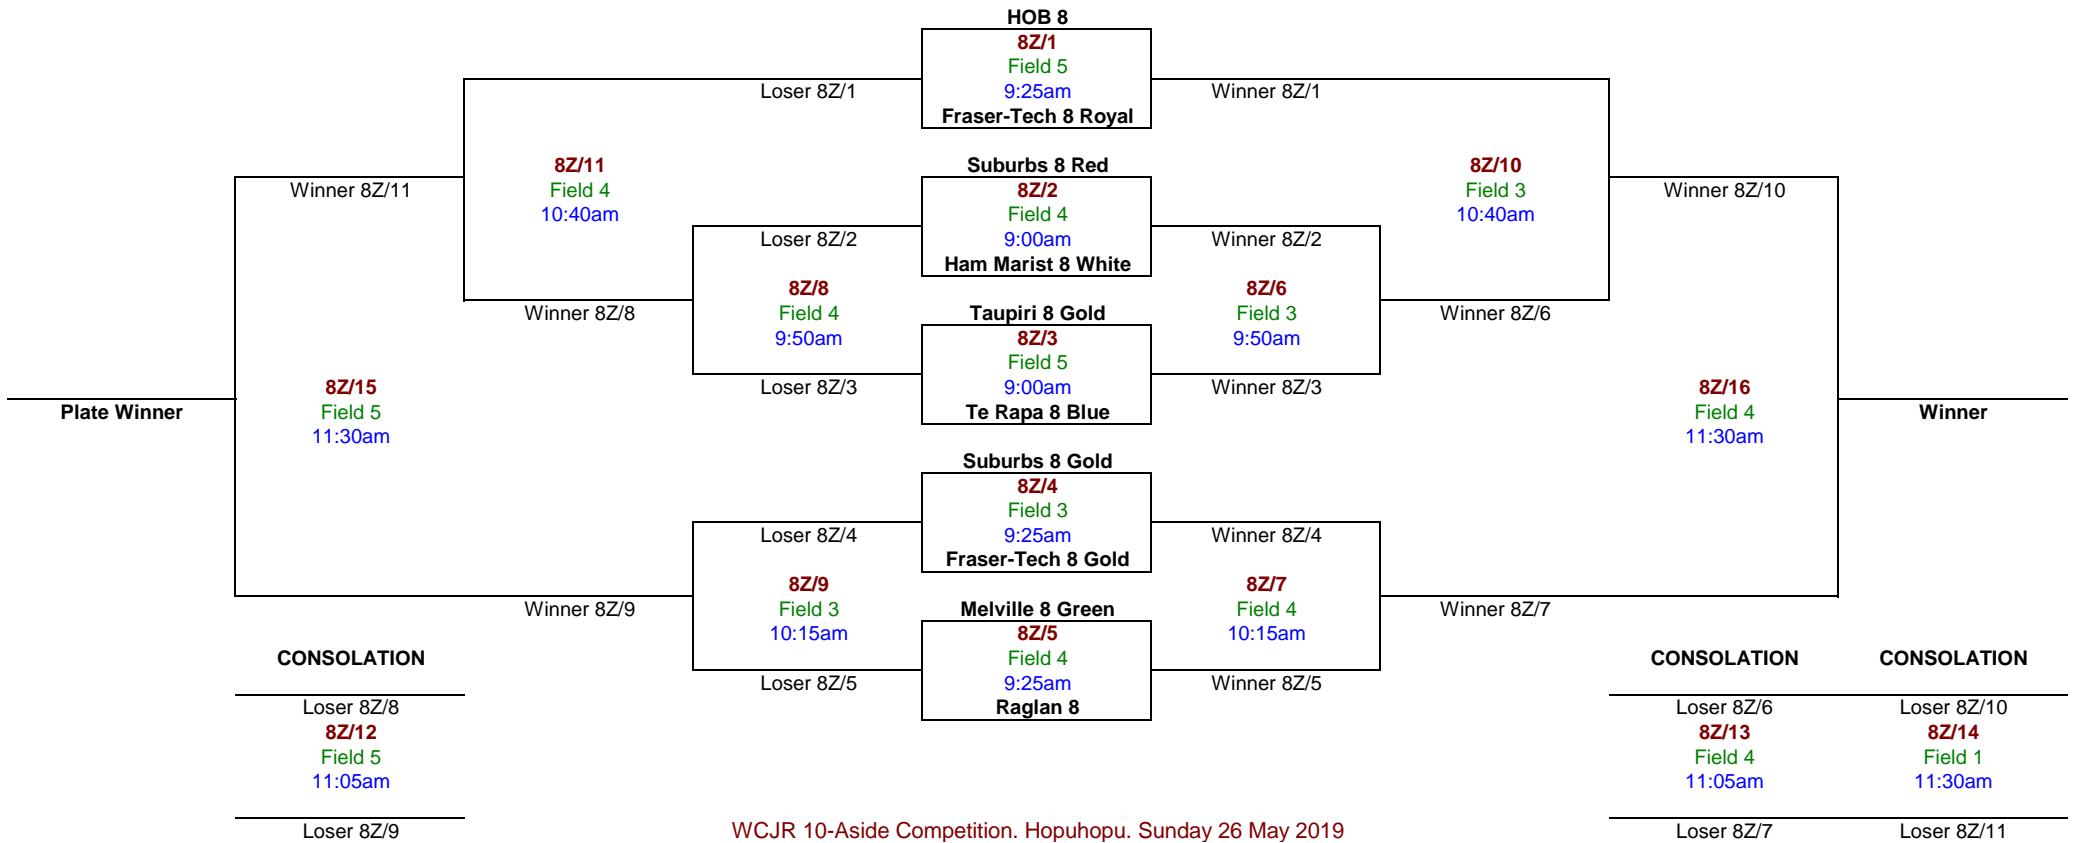 HOB 8
8Z/1
Field 5
Loser 8Z/1
9:25am
Winner 8Z/1
Fraser-Tech 8 Royal
8Z/11
Suburbs 8 Red
8Z/10
Winner 8Z/11
Field 4
8Z/2
Field 3
Winner 8Z/10
10:40am
Field 4
10:40am
Loser 8Z/2
9:00am
Winner 8Z/2
Ham Marist 8 White
8Z/8
8Z/6
Winner 8Z/8
Field 4
Taupiri 8 Gold
Field 3
Winner 8Z/6
9:50am
8Z/3
9:50am
Field 5
8Z/15
Loser 8Z/3
9:00am
Winner 8Z/3
8Z/16
Plate Winner
Field 5
Te Rapa 8 Blue
Field 4
Winner
11:30am
11:30am
Suburbs 8 Gold
8Z/4
Field 3
Loser 8Z/4
9:25am
Winner 8Z/4
Fraser-Tech 8 Gold
8Z/9
8Z/7
Winner 8Z/9
Field 3
Melville 8 Green
Field 4
Winner 8Z/7
10:15am
8Z/5
10:15am
CONSOLATION
Field 4
CONSOLATION
CONSOLATION
Loser 8Z/5
9:25am
Winner 8Z/5
Loser 8Z/8
Raglan 8
Loser 8Z/6
Loser 8Z/10
8Z/12
8Z/13
8Z/14
Field 5
Field 4
Field 1
11:05am
11:05am
11:30am
Loser 8Z/9
WCJR 10-Aside Competition. Hopuhopu. Sunday 26 May 2019
Loser 8Z/7
Loser 8Z/11